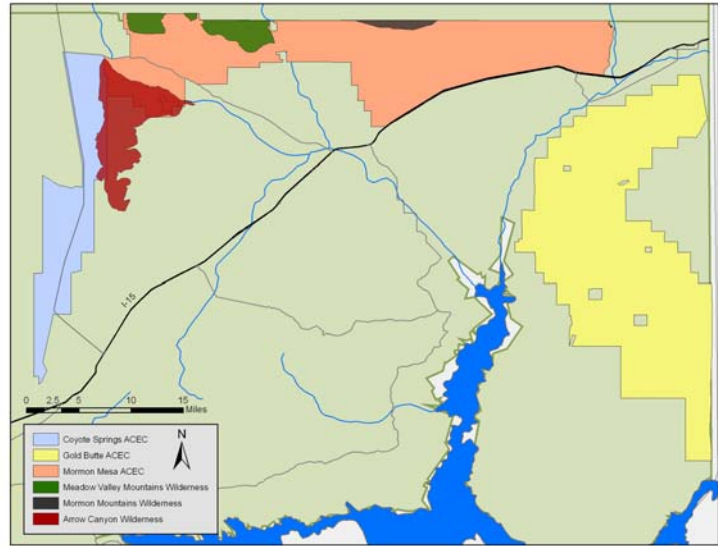 I-15
0 2.5 5 10 15
Miles
N
Coyote Springs ACEC
Gold Butte ACEC
Mormon Mesa ACEC
Meadow Valley Mountains Wilderness
Mormon Mountains Wilderness
Arrow Canyon Wilderness